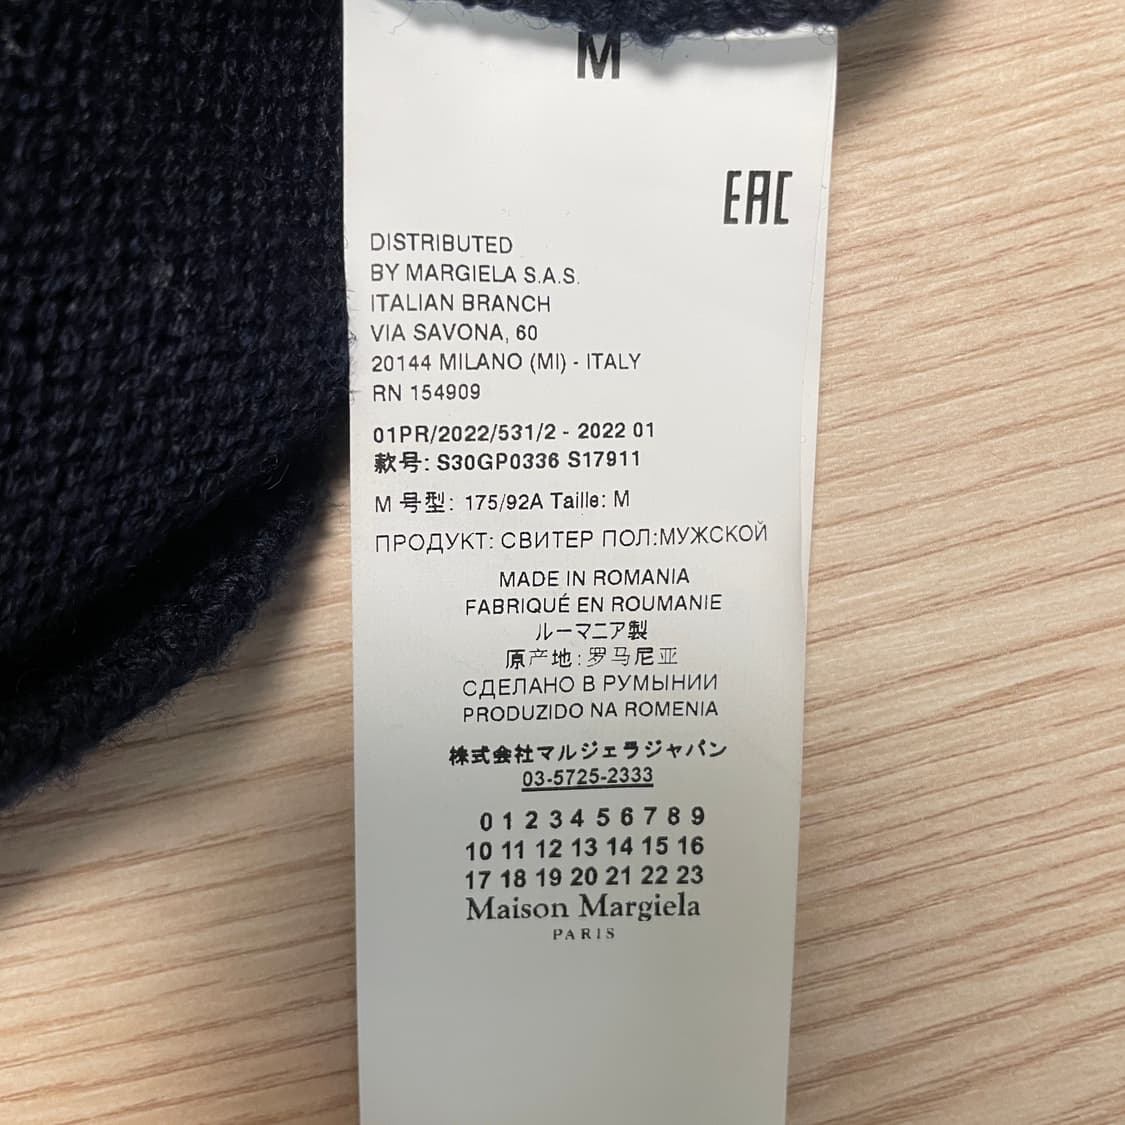 M
EAC
DISTRIBUTED
BY MARGIELA S.A.S.
ITALIAN BRANCH
VIA SAVONA, 60
20144 MILANO (MI) - ITALY
RN 154909
01PR/2022/531/2 - 2022 01
款号: S30GP0336 S17911
M 号型: 175/92A Taille: M
ПРОДУКТ: СВИТЕР ПОЛ:МУЖСКОЙ
MADE IN ROMANIA
FABRIQUÉ EN ROUMANIE
ルーマニア製
原产地: 罗马尼亚
СДЕЛАНО В РУМЫНИИ
PRODUZIDO NA ROMENIA
株式会社マルジェラジャパン
03-5725-2333
0 1 2 3 4 5 6 7 8 9
10 11 12 13 14 15 16
17 18 19 20 21 22 23
Maison Margiela
PARIS